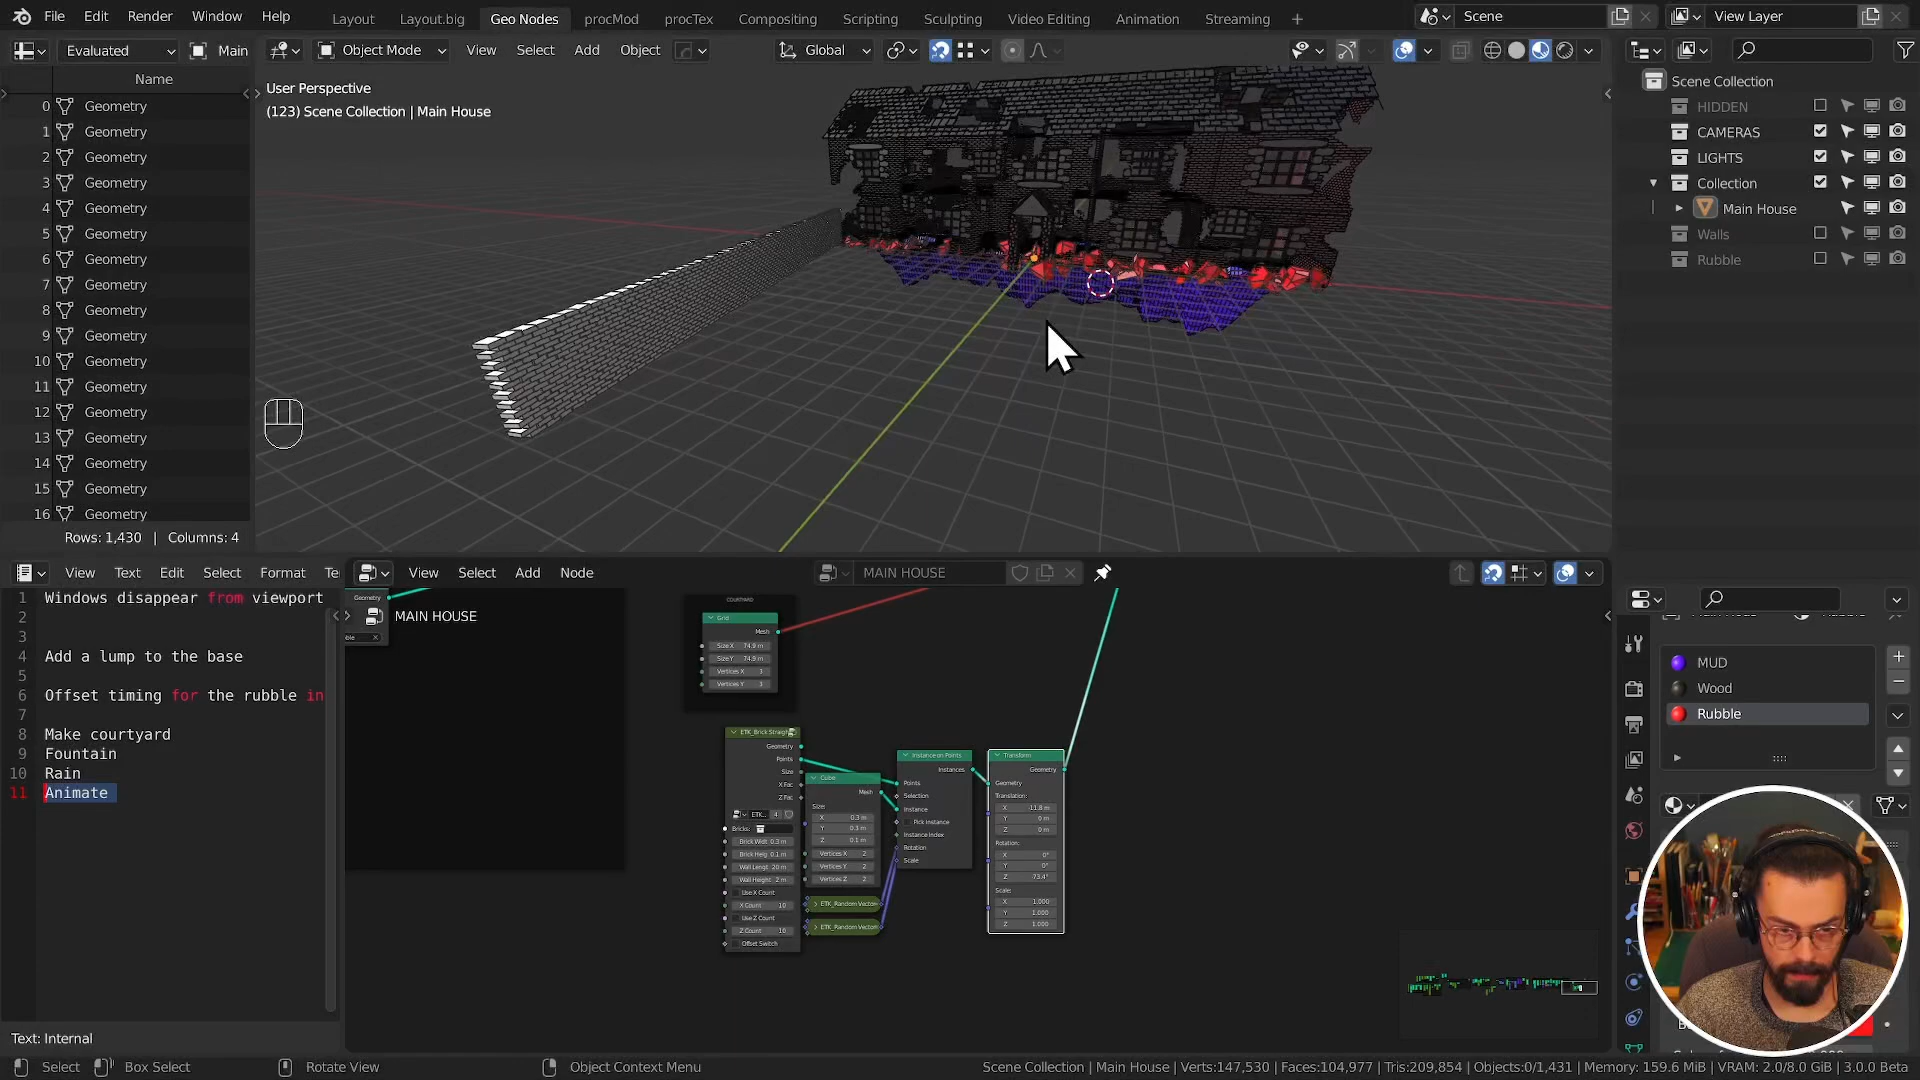 File Edit Render Window Help
Layout Layout.big Geo Nodes procMod procTex Compositing Scripting Sculpting Video Editing Animation Streaming +
Scene
View Layer
Evaluated
Main
Object Mode
View Select Add Object
Global
Name
0 Geometry
1 Geometry
2 Geometry
3 Geometry
4 Geometry
5 Geometry
6 Geometry
7 Geometry
8 Geometry
9 Geometry
10 Geometry
11 Geometry
12 Geometry
13 Geometry
14 Geometry
15 Geometry
16 Geometry
Rows: 1,430 | Columns: 4
User Perspective
(123) Scene Collection | Main House
Scene Collection
HIDDEN
CAMERAS
LIGHTS
Collection
Main House
Walls
Rubble
View Text Edit Select Format Te
1 Windows disappear from viewport
2
3
4 Add a lump to the base
5
6 Offset timing for the rubble in
7
8 Make courtyard
9 Fountain
10 Rain
11 Animate
Text: Internal
View Select Add Node
MAIN HOUSE
Geometry
MAIN HOUSE
COURTYARD
Grid
Mesh
Size X 74.9 m
Size Y 74.9 m
Vertices X 3
Vertices Y 3
ETK_Brick Straigh
Geometry
Points
Size
X Fac
Z Fac
ETK... 4
Bricks:
Brick Widt 0.3 m
Brick Heig 0.1 m
Wall Lengt 20 m
Wall Height 2 m
Use X Count
X Count 10
Use Z Count
Z Count 10
Offset Switch
Cube
Mesh
Size:
X 0.3 m
Y 0.3 m
Z 0.1 m
Vertices X 2
Vertices Y 2
Vertices Z 2
ETK_Random Vector
ETK_Random Vector
Instance on Points
Instances
Points
Selection
Instance
Pick Instance
Instance Index
Rotation
Scale
Transform
Geometry
Geometry
Translation:
X 11.8 m
Y 0 m
Z 0 m
Rotation:
X 0°
Y 0°
Z 73.4°
Scale:
X 1.000
Y 1.000
Z 1.000
MUD
Wood
Rubble
Select Box Select Rotate View Object Context Menu
Scene Collection | Main House | Verts:147,530 | Faces:104,977 | Tris:209,854 | Objects:0/1,431 | Memory: 159.6 MiB | VRAM: 2.0/8.0 GiB | 3.0.0 Beta